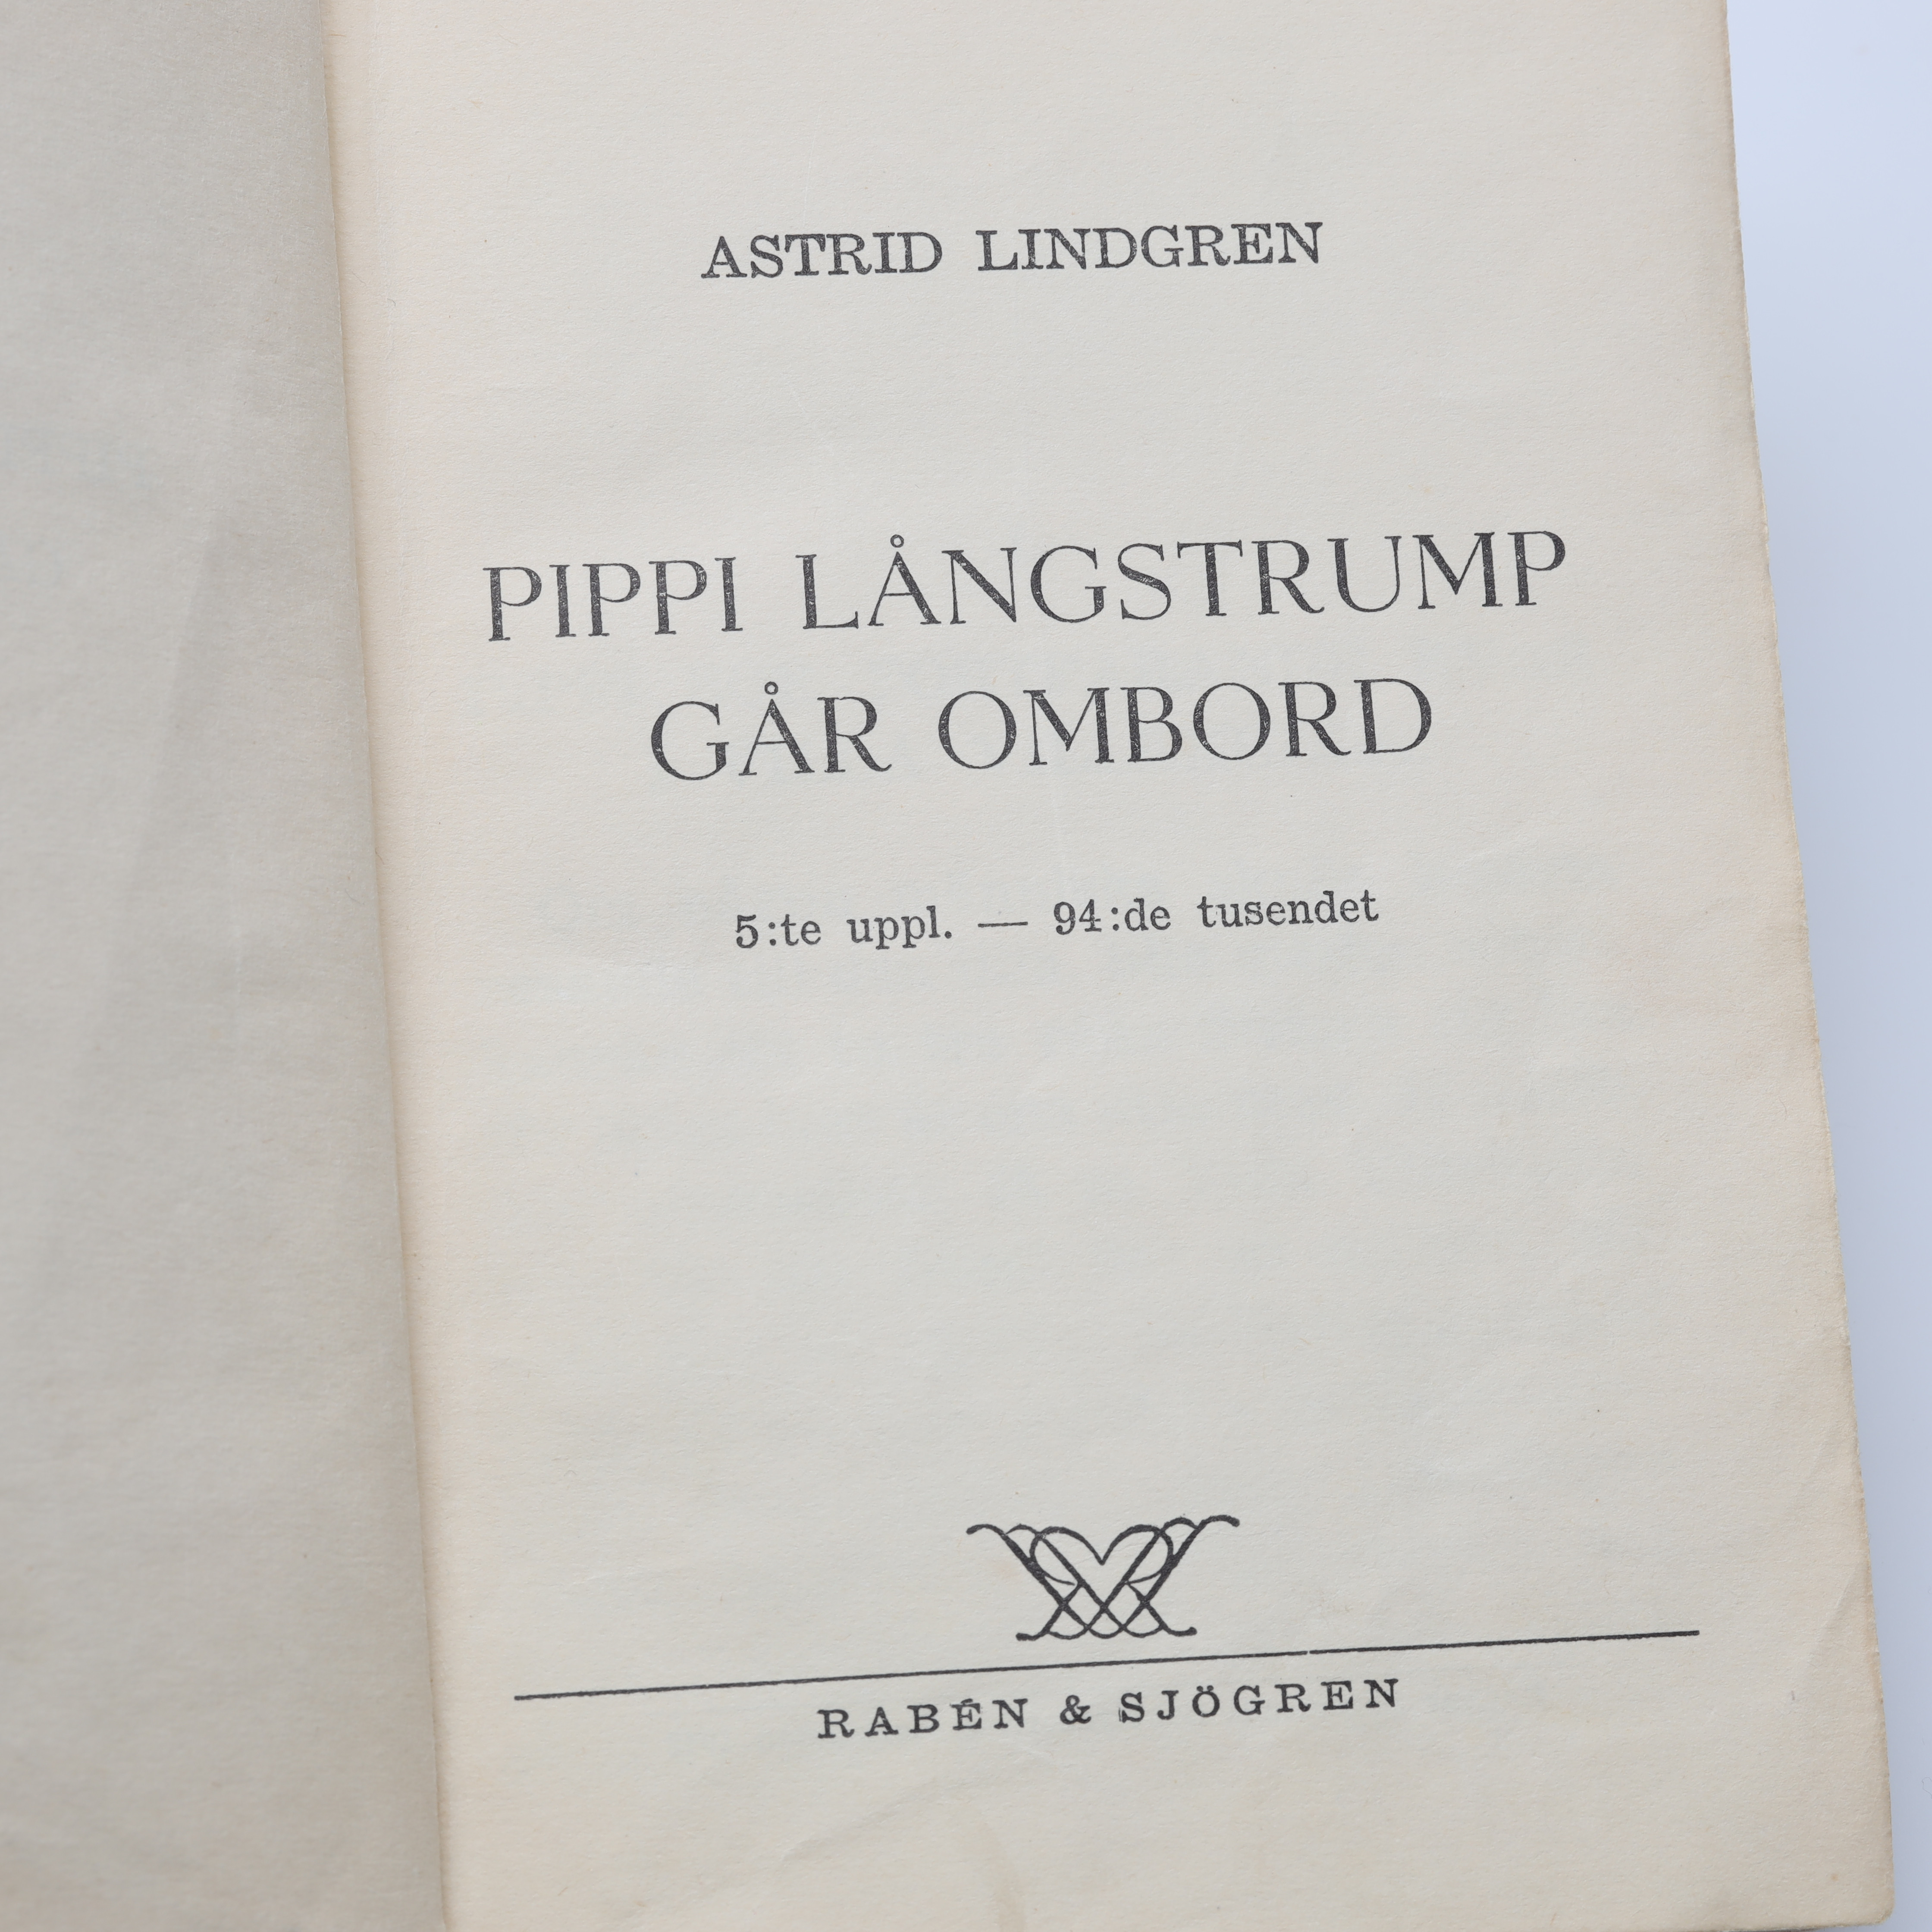 ASTRID LINDGREN
PIPPI LÅNGSTRUMP
GÅR OMBORD
5:te uppl. — 94:de tusendet
RABÉN & SJÖGREN